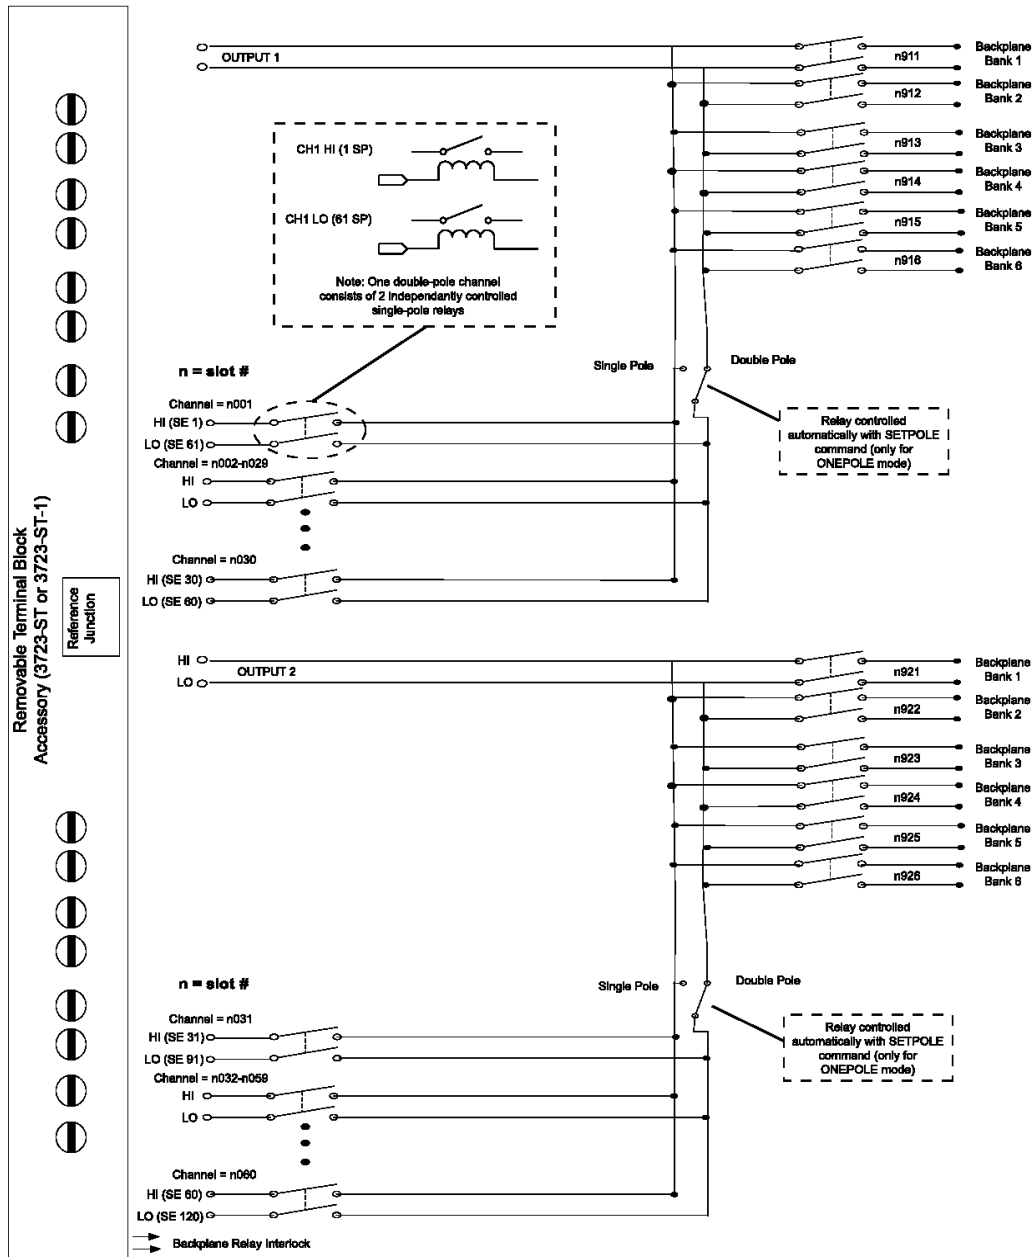 Removable Terminal Block
Accessory (3723-ST or 3723-ST-1)
Reference
Junction
OUTPUT 1
n911
Backplane
Bank 1
n912
Backplane
Bank 2
n913
Backplane
Bank 3
n914
Backplane
Bank 4
n915
Backplane
Bank 5
n916
Backplane
Bank 6
CH1 HI (1 SP)
CH1 LO (61 SP)
Note: One double-pole channel
consists of 2 independantly controlled
single-pole relays
Single Pole
Double Pole
Relay controlled
automatically with SETPOLE
command (only for
ONEPOLE mode)
n = slot #
Channel = n001
HI (SE 1)
LO (SE 61)
Channel = n002-n029
HI
LO
Channel = n030
HI (SE 30)
LO (SE 60)
HI
LO
OUTPUT 2
n921
Backplane
Bank 1
n922
Backplane
Bank 2
n923
Backplane
Bank 3
n924
Backplane
Bank 4
n925
Backplane
Bank 5
n926
Backplane
Bank 6
Single Pole
Double Pole
Relay controlled
automatically with SETPOLE
command (only for
ONEPOLE mode)
n = slot #
Channel = n031
HI (SE 31)
LO (SE 91)
Channel = n032-n059
HI
LO
Channel = n060
HI (SE 60)
LO (SE 120)
Backplane Relay Interlock